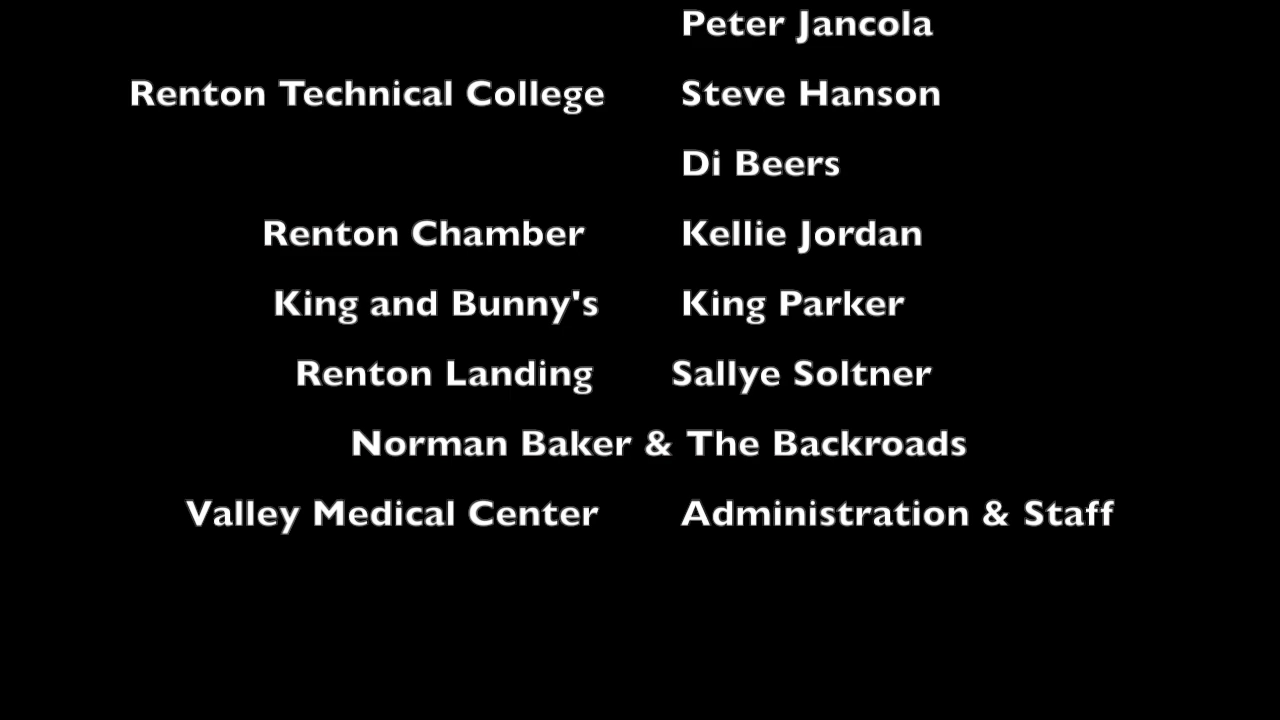 Peter Jancola
Renton Technical College Steve Hanson
Di Beers
Renton Chamber Kellie Jordan
King and Bunny's King Parker
Renton Landing Sallye Soltner
Norman Baker & The Backroads
Valley Medical Center Administration & Staff